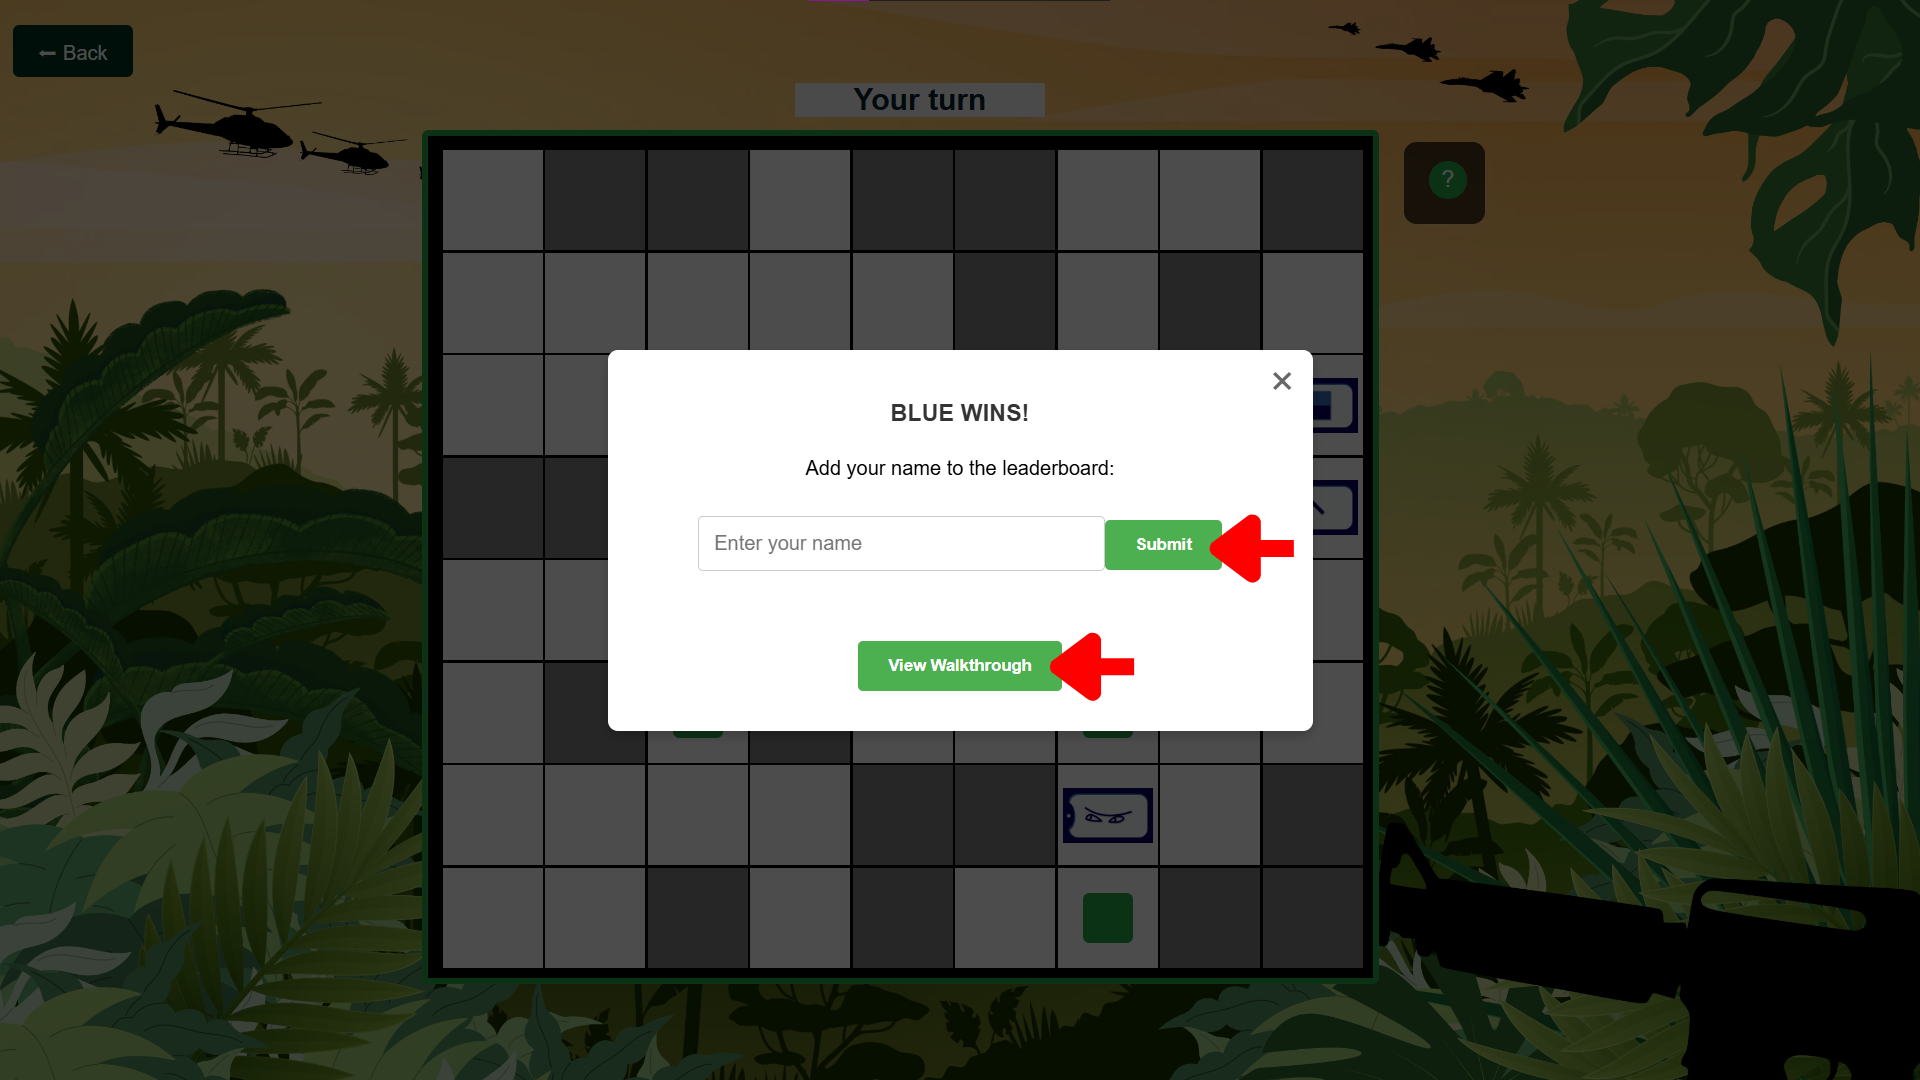 Back
Your turn
?
BLUE WINS!
Add your name to the leaderboard:
Enter your name
Submit
View Walkthrough